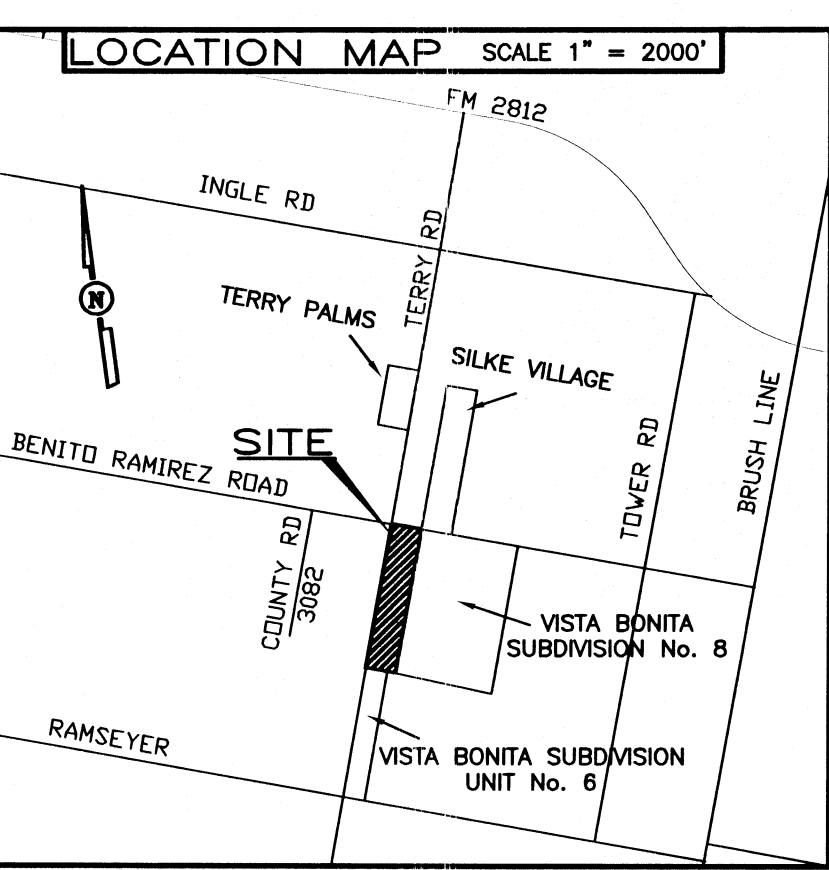 LOCATION MAP SCALE 1" = 2000'
FM 2812
INGLE RD
TERRY RD
N
TERRY PALMS
SILKE VILLAGE
BRUSH LINE
TOWER RD
SITE
BENITO RAMIREZ ROAD
COUNTY RD
3082
VISTA BONITA
SUBDIVISION No. 8
RAMSEYER
VISTA BONITA SUBDIVISION
UNIT No. 6